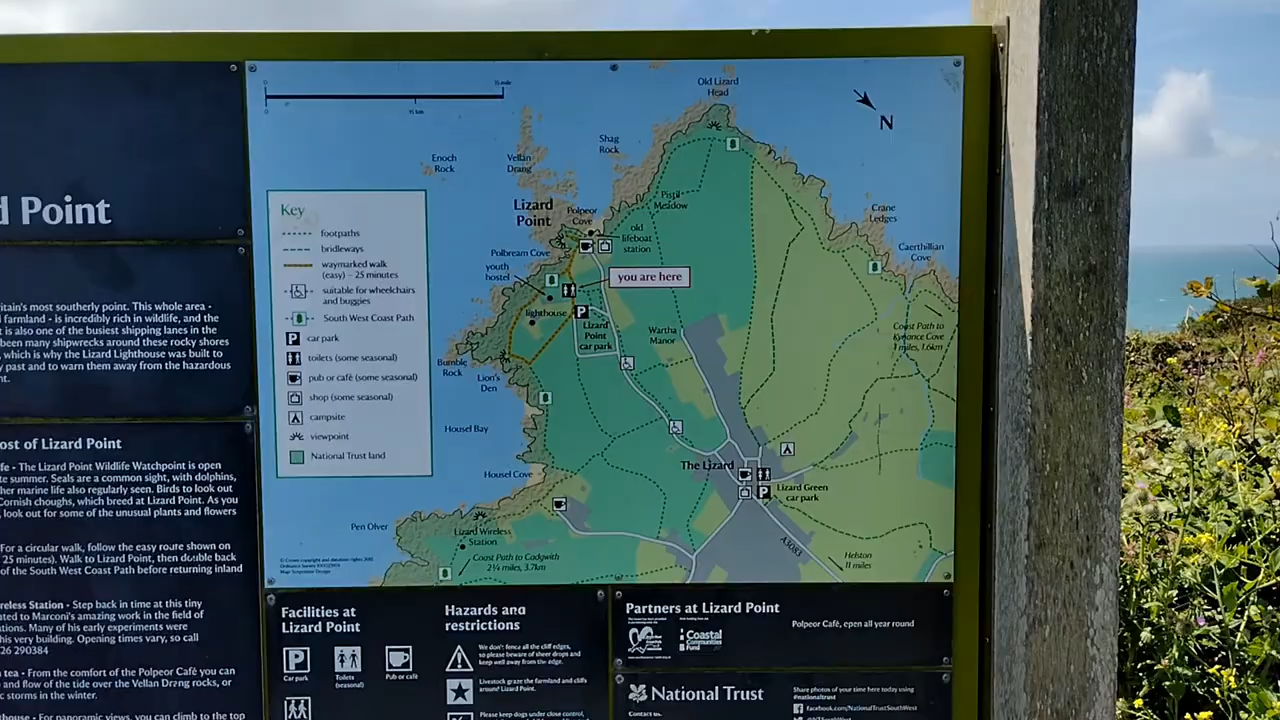 d Point
ritain's most southerly point. This whole area -
farmland - is incredibly rich in wildlife, and the
t is also one of the busiest shipping lanes in the
been many shipwrecks around these rocky shores
which is why the Lizard Lighthouse was built to
y past and to warn them away from the hazardous
nt.
ost of Lizard Point
fe - The Lizard Point Wildlife Watchpoint is open
te summer. Seals are a common sight, with dolphins,
her marine life also regularly seen. Birds to look out
Cornish choughs, which breed at Lizard Point. As you
look out for some of the unusual plants and flowers
For a circular walk, follow the easy route shown on
25 minutes). Walk to Lizard Point, then double back
of the South West Coast Path before returning inland
reless Station - Step back in time at this tiny
ated to Marconi's amazing work in the field of
tions. Many of his early experiments were
his very building. Opening times vary, so call
26 290384
tea - From the comfort of the Polpeor Café you can
and flow of the tide over the Vellan Drang rocks, or
c storms in the winter.
house - For panoramic views, you can climb to the top
0
½ mile
0
½ km
Old Lizard
Head
N
Enoch
Rock
Vellan
Drang
Shag
Rock
Pistil
Meadow
Lizard
Point
Polpeor
Cove
old
lifeboat
station
Crane
Ledges
Caerthillian
Cove
Polbream Cove
youth
hostel
you are here
lighthouse
P
Lizard
Point
car park
Wartha
Manor
Coast Path to
Kynance Cove
1 miles, 1.6km
Bumble
Rock
Lion's
Den
Housel Bay
Housel Cove
The Lizard
P
Lizard Green
car park
Pen Olver
Lizard Wireless
Station
Coast Path to Cadgwith
2¼ miles, 3.7km
A3083
Helston
11 miles
Key
footpaths
bridleways
waymarked walk
(easy) – 25 minutes
suitable for wheelchairs
and buggies
South West Coast Path
P car park
toilets (some seasonal)
pub or café (some seasonal)
shop (some seasonal)
campsite
viewpoint
National Trust land
Facilities at
Lizard Point
P
Car park
Toilets
(seasonal)
Pub or café
Hazards and
restrictions
We don't fence all the cliff edges,
so please beware of sheer drops and
keep well away from the edge.
Livestock graze the farmland and cliffs
around Lizard Point.
Please keep dogs under close control,
Partners at Lizard Point
Coastal
Communities
Fund
Polpeor Café, open all year round
National Trust
Contact us:
Share photos of your time here today using
#nationaltrust
facebook.com/NationalTrustSouthWest